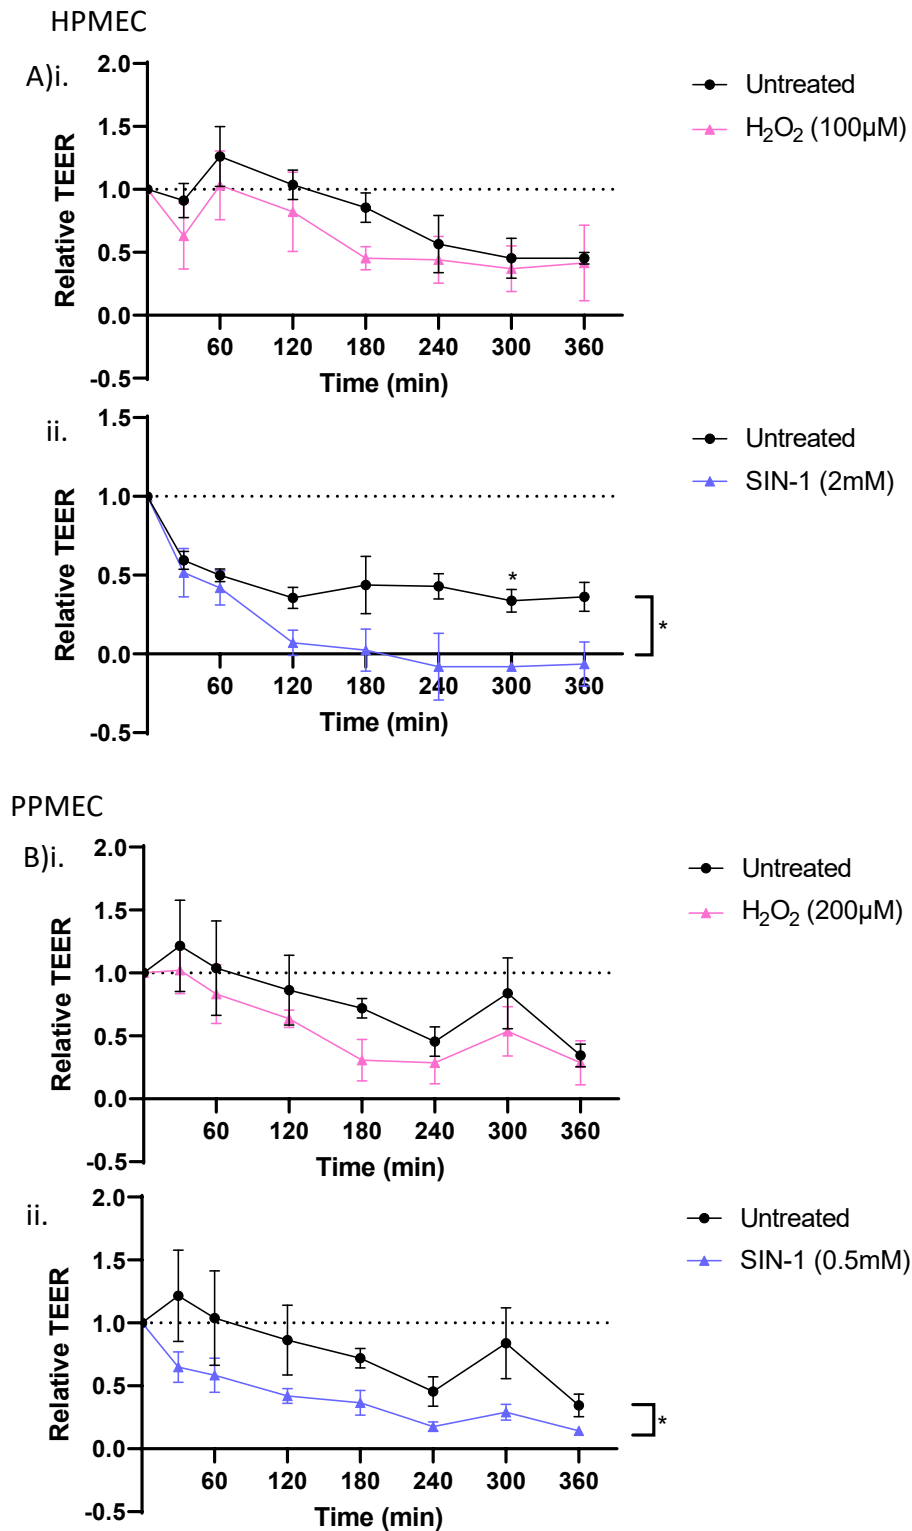 HPMEC
A)i.
Relative TEER
2.0
1.5
1.0
0.5
0.0
-0.5
60 120 180 240 300 360
Time (min)
Untreated
H₂O₂ (100µM)
ii.
Relative TEER
1.5
1.0
0.5
0.0
-0.5
*
*
60 120 180 240 300 360
Time (min)
Untreated
SIN-1 (2mM)
PPMEC
B)i.
Relative TEER
2.0
1.5
1.0
0.5
0.0
-0.5
60 120 180 240 300 360
Time (min)
Untreated
H₂O₂ (200µM)
ii.
Relative TEER
2.0
1.5
1.0
0.5
0.0
-0.5
*
60 120 180 240 300 360
Time (min)
Untreated
SIN-1 (0.5mM)